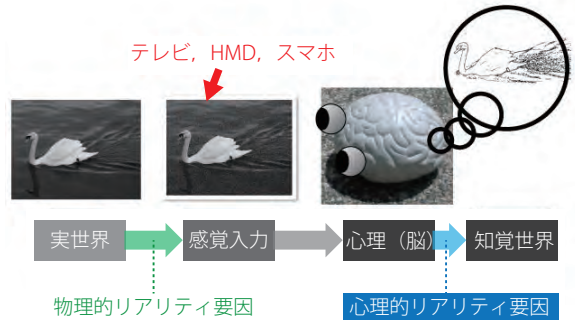 テレビ，HMD，スマホ
実世界
感覚入力
心理（脳）
知覚世界
物理的リアリティ要因
心理的リアリティ要因